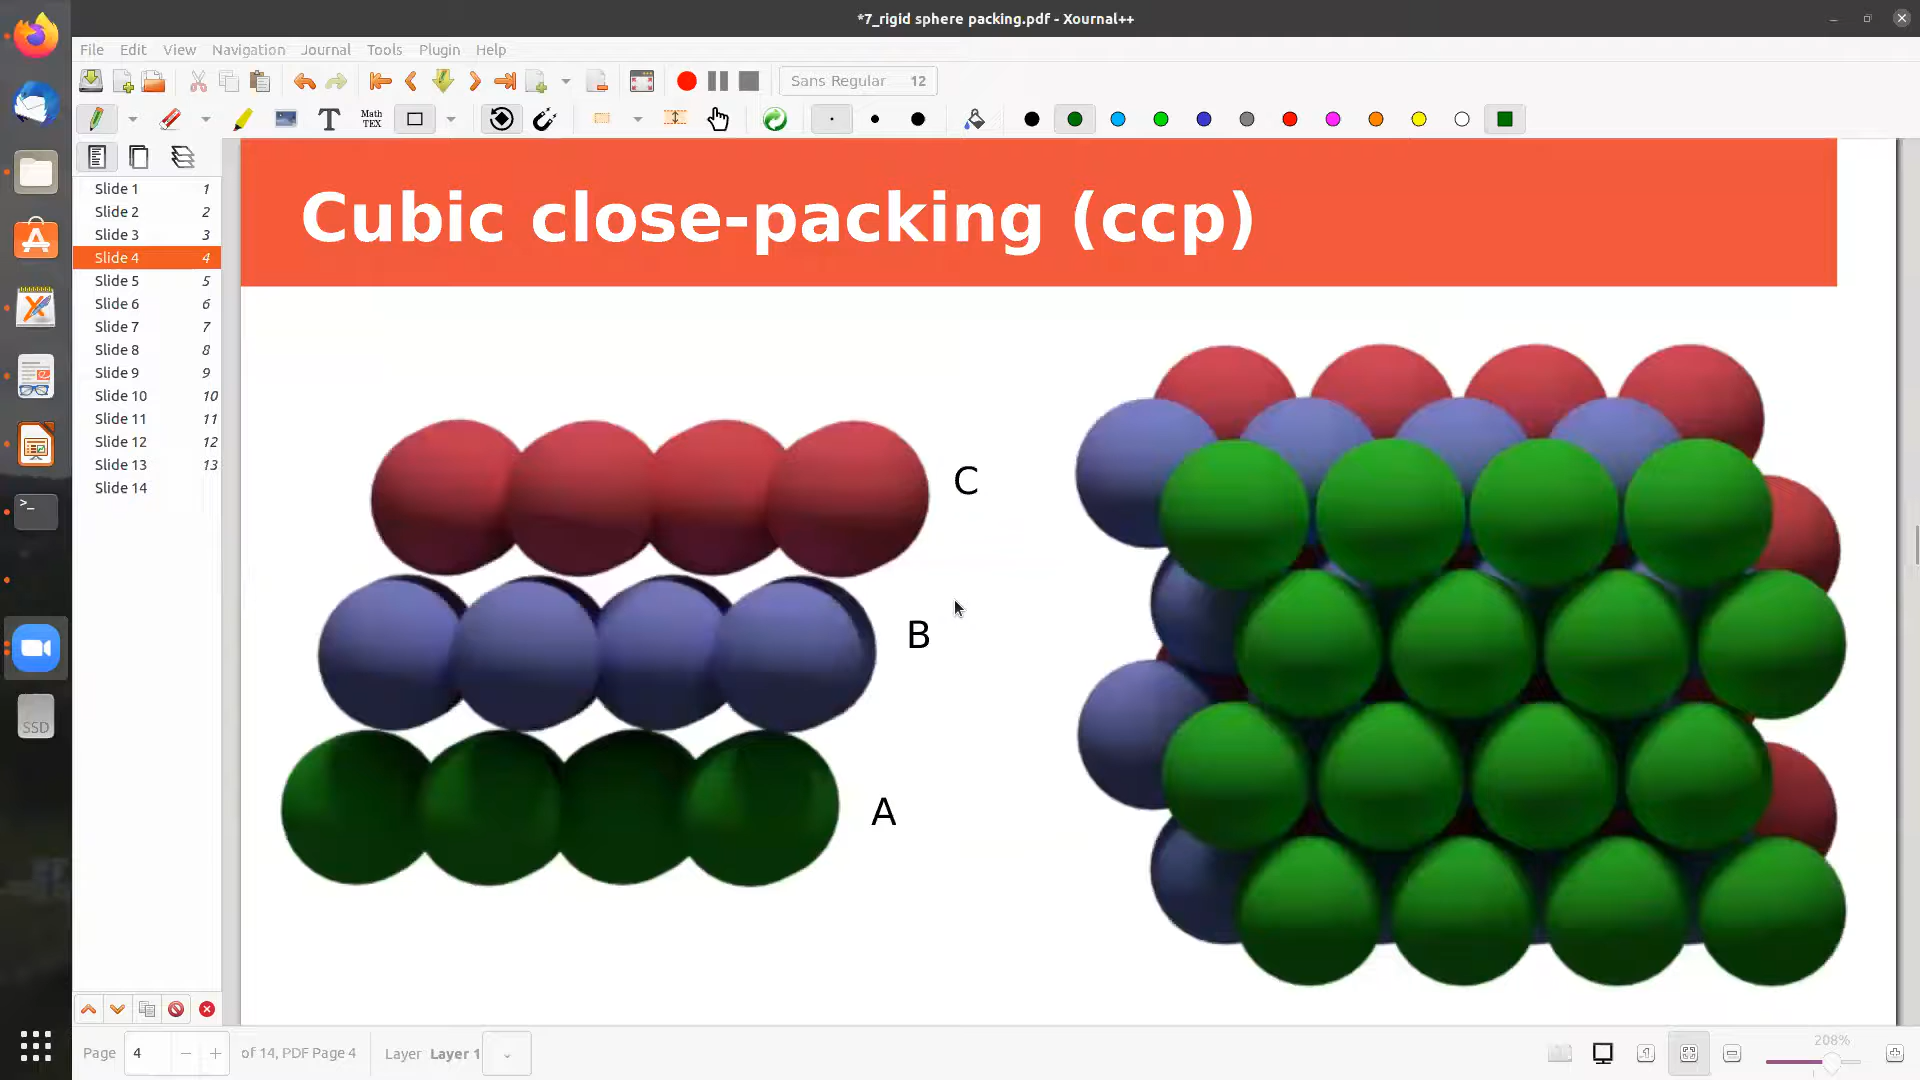 *7_rigid sphere packing.pdf - Xournal++
File Edit View Navigation Journal Tools Plugin Help
Sans Regular 12
T Math TEX
Slide 1 1
Slide 2 2
Slide 3 3
Slide 4 4
Slide 5 5
Slide 6 6
Slide 7 7
Slide 8 8
Slide 9 9
Slide 10 10
Slide 11 11
Slide 12 12
Slide 13 13
Slide 14
Cubic close-packing (ccp)
C
B
A
SSD
Page 4 of 14, PDF Page 4 Layer Layer 1
208%